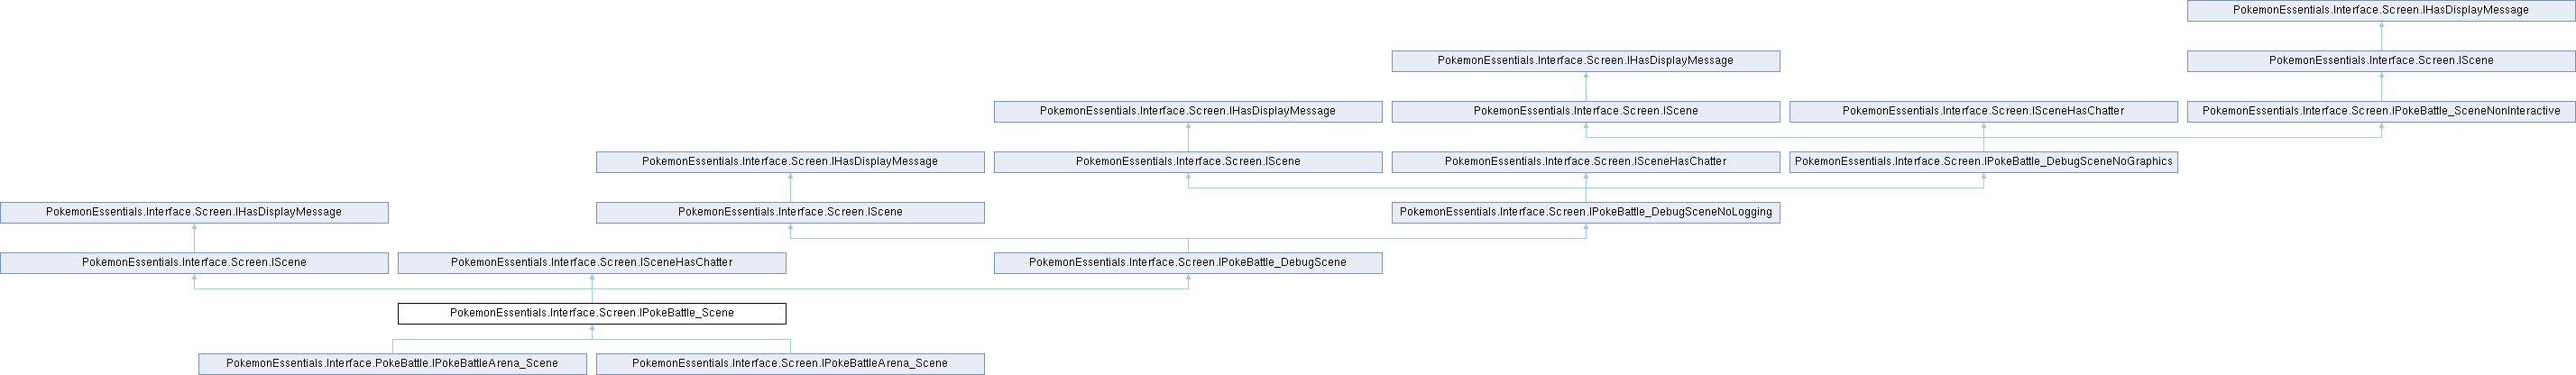 PokemonEssentials.Interface.Screen.IHasDisplayMessage
PokemonEssentials.Interface.Screen.IHasDisplayMessage
PokemonEssentials.Interface.Screen.IScene
PokemonEssentials.Interface.Screen.IHasDisplayMessage
PokemonEssentials.Interface.Screen.IScene
PokemonEssentials.Interface.Screen.ISceneHasChatter
PokemonEssentials.Interface.Screen.IPokeBattle_SceneNonInteractive
PokemonEssentials.Interface.Screen.IHasDisplayMessage
PokemonEssentials.Interface.Screen.IScene
PokemonEssentials.Interface.Screen.ISceneHasChatter
PokemonEssentials.Interface.Screen.IPokeBattle_DebugSceneNoGraphics
PokemonEssentials.Interface.Screen.IHasDisplayMessage
PokemonEssentials.Interface.Screen.IScene
PokemonEssentials.Interface.Screen.IPokeBattle_DebugSceneNoLogging
PokemonEssentials.Interface.Screen.IScene
PokemonEssentials.Interface.Screen.ISceneHasChatter
PokemonEssentials.Interface.Screen.IPokeBattle_DebugScene
PokemonEssentials.Interface.Screen.IPokeBattle_Scene
PokemonEssentials.Interface.PokeBattle.IPokeBattleArena_Scene
PokemonEssentials.Interface.Screen.IPokeBattleArena_Scene